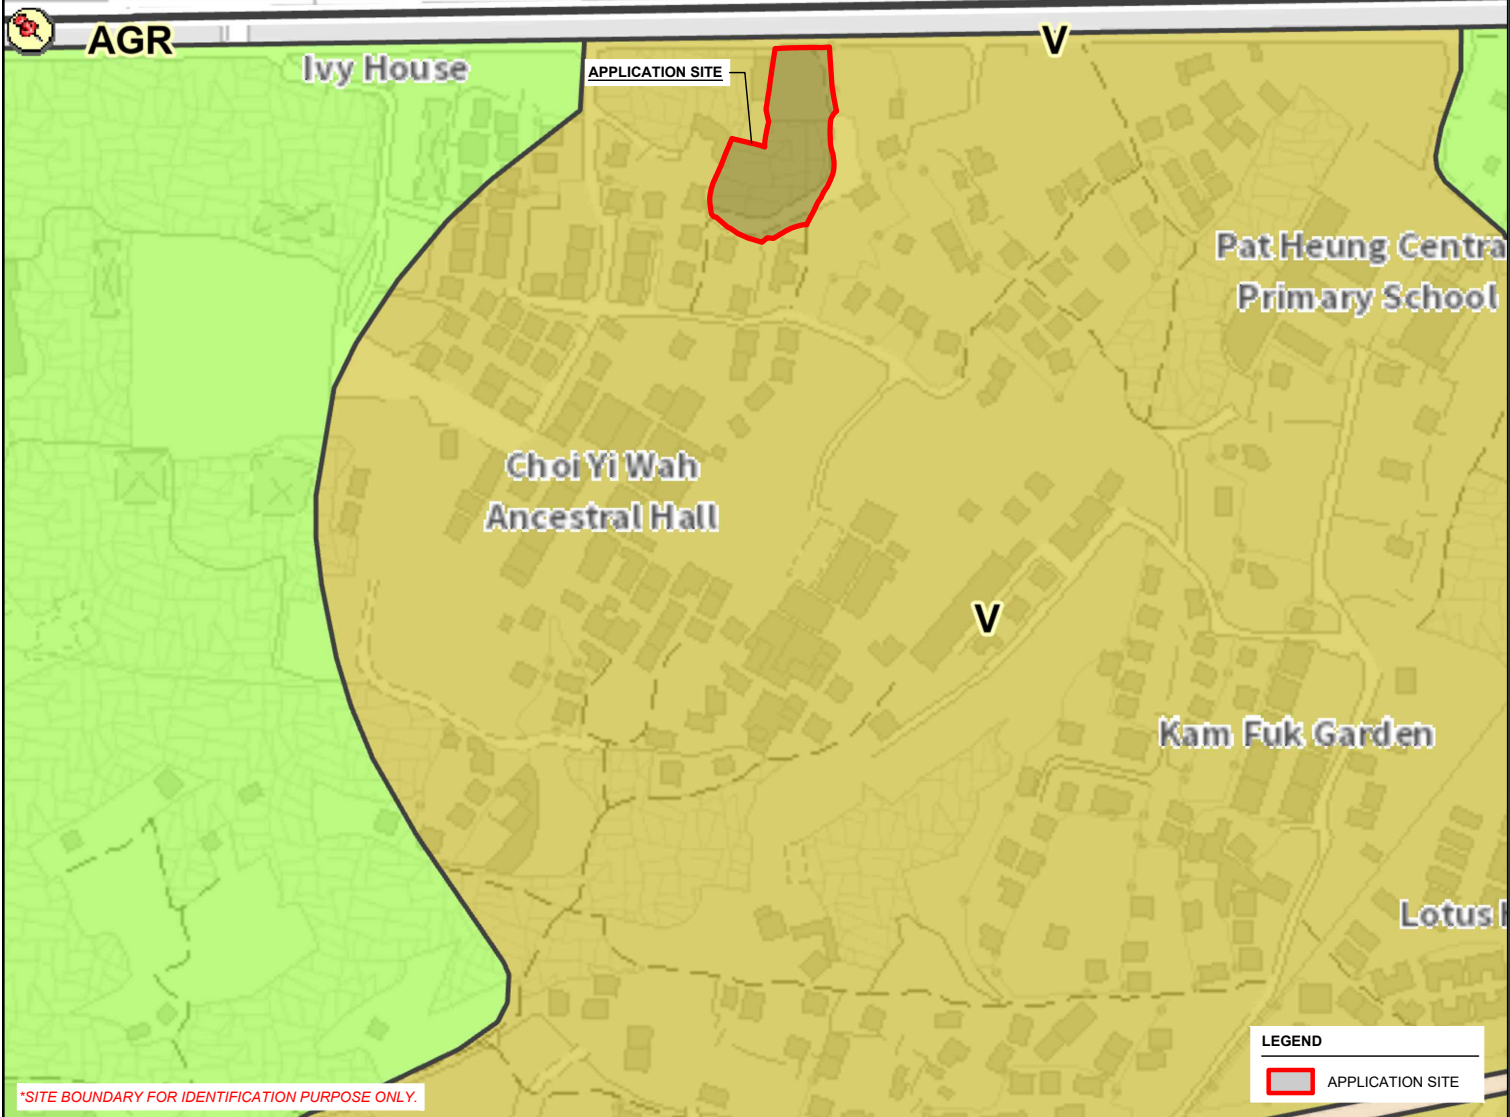 AGR
V
Ivy House
APPLICATION SITE
Pat Heung Centra
Primary School
Choi Yi Wah
Ancestral Hall
V
Kam Fuk Garden
Lotus
LEGEND
APPLICATION SITE
*SITE BOUNDARY FOR IDENTIFICATION PURPOSE ONLY.